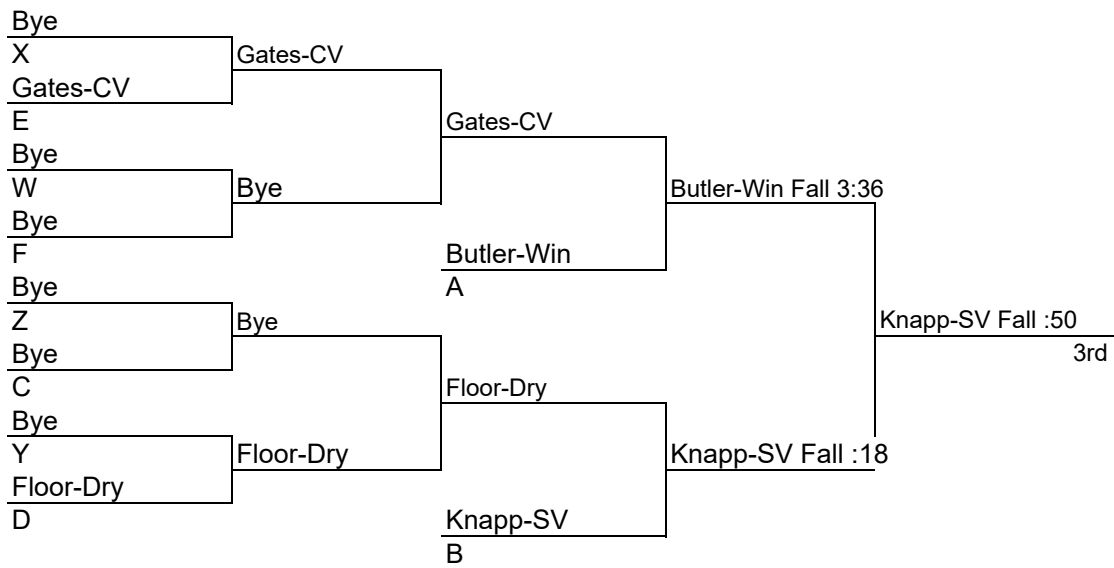 Bye
X
Gates-CV
Gates-CV
E
Gates-CV
Bye
W
Bye
Butler-Win Fall 3:36
Bye
F
Butler-Win
Bye
A
Z
Bye
Knapp-SV Fall :50
Bye
3rd
C
Floor-Dry
Bye
Y
Floor-Dry
Knapp-SV Fall :18
Floor-Dry
D
Knapp-SV
B